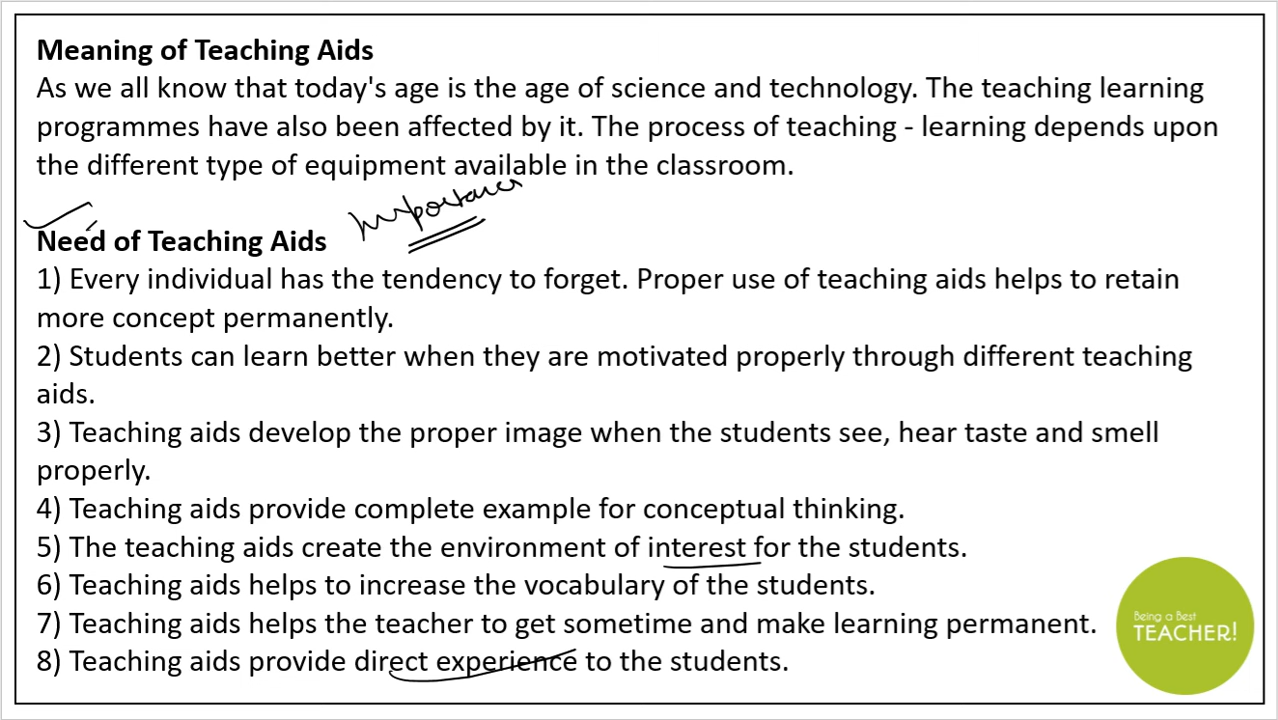 Meaning of Teaching Aids
As we all know that today's age is the age of science and technology. The teaching learning
programmes have also been affected by it. The process of teaching - learning depends upon
the different type of equipment available in the classroom.
Importance
Need of Teaching Aids
1) Every individual has the tendency to forget. Proper use of teaching aids helps to retain
more concept permanently.
2) Students can learn better when they are motivated properly through different teaching
aids.
3) Teaching aids develop the proper image when the students see, hear taste and smell
properly.
4) Teaching aids provide complete example for conceptual thinking.
5) The teaching aids create the environment of interest for the students.
6) Teaching aids helps to increase the vocabulary of the students.
7) Teaching aids helps the teacher to get sometime and make learning permanent.
8) Teaching aids provide direct experience to the students.
Being a Best
TEACHER!